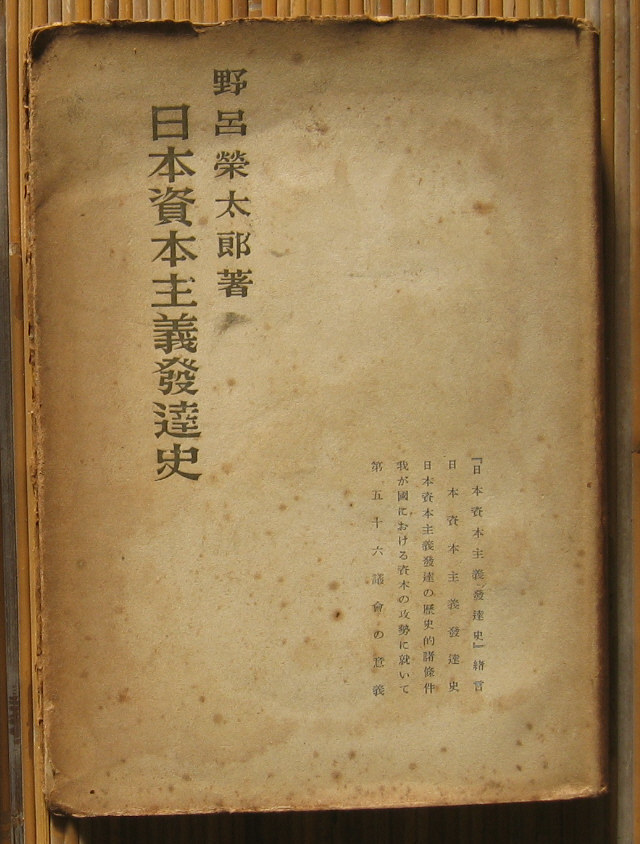 野呂榮太郎著
日本資本主義發達史
『日本資本主義發達史』緖言
日本資本主義發達史
日本資本主義發達の歷史的諸條件
我が國における資本の攻勢に就いて
第五十六議會の意義